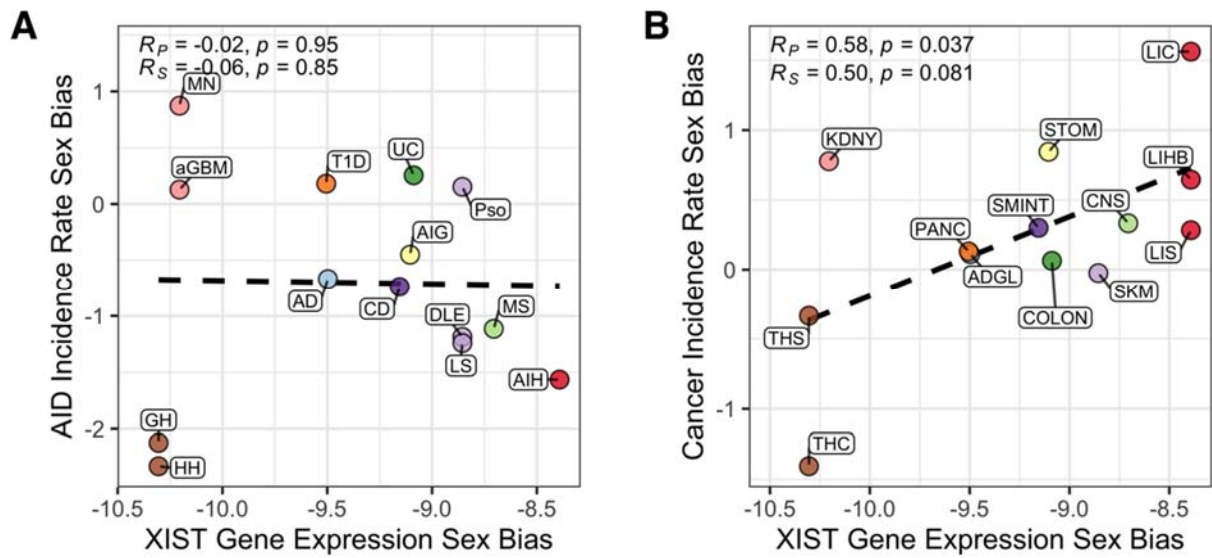 A
R_P = -0.02, p = 0.95
R_S = -0.06, p = 0.85
MN
aGBM
T1D
UC
Pso
AIG
AD
CD
DLE
MS
LS
AIH
GH
HH
1
0
-1
-2
-10.5 -10.0 -9.5 -9.0 -8.5
AID Incidence Rate Sex Bias
XIST Gene Expression Sex Bias
B
R_P = 0.58, p = 0.037
R_S = 0.50, p = 0.081
LIC
KDNY
STOM
LIHB
SMINT
CNS
PANC
LIS
ADGL
SKM
COLON
THS
THC
1
0
-1
-10.5 -10.0 -9.5 -9.0 -8.5
Cancer Incidence Rate Sex Bias
XIST Gene Expression Sex Bias